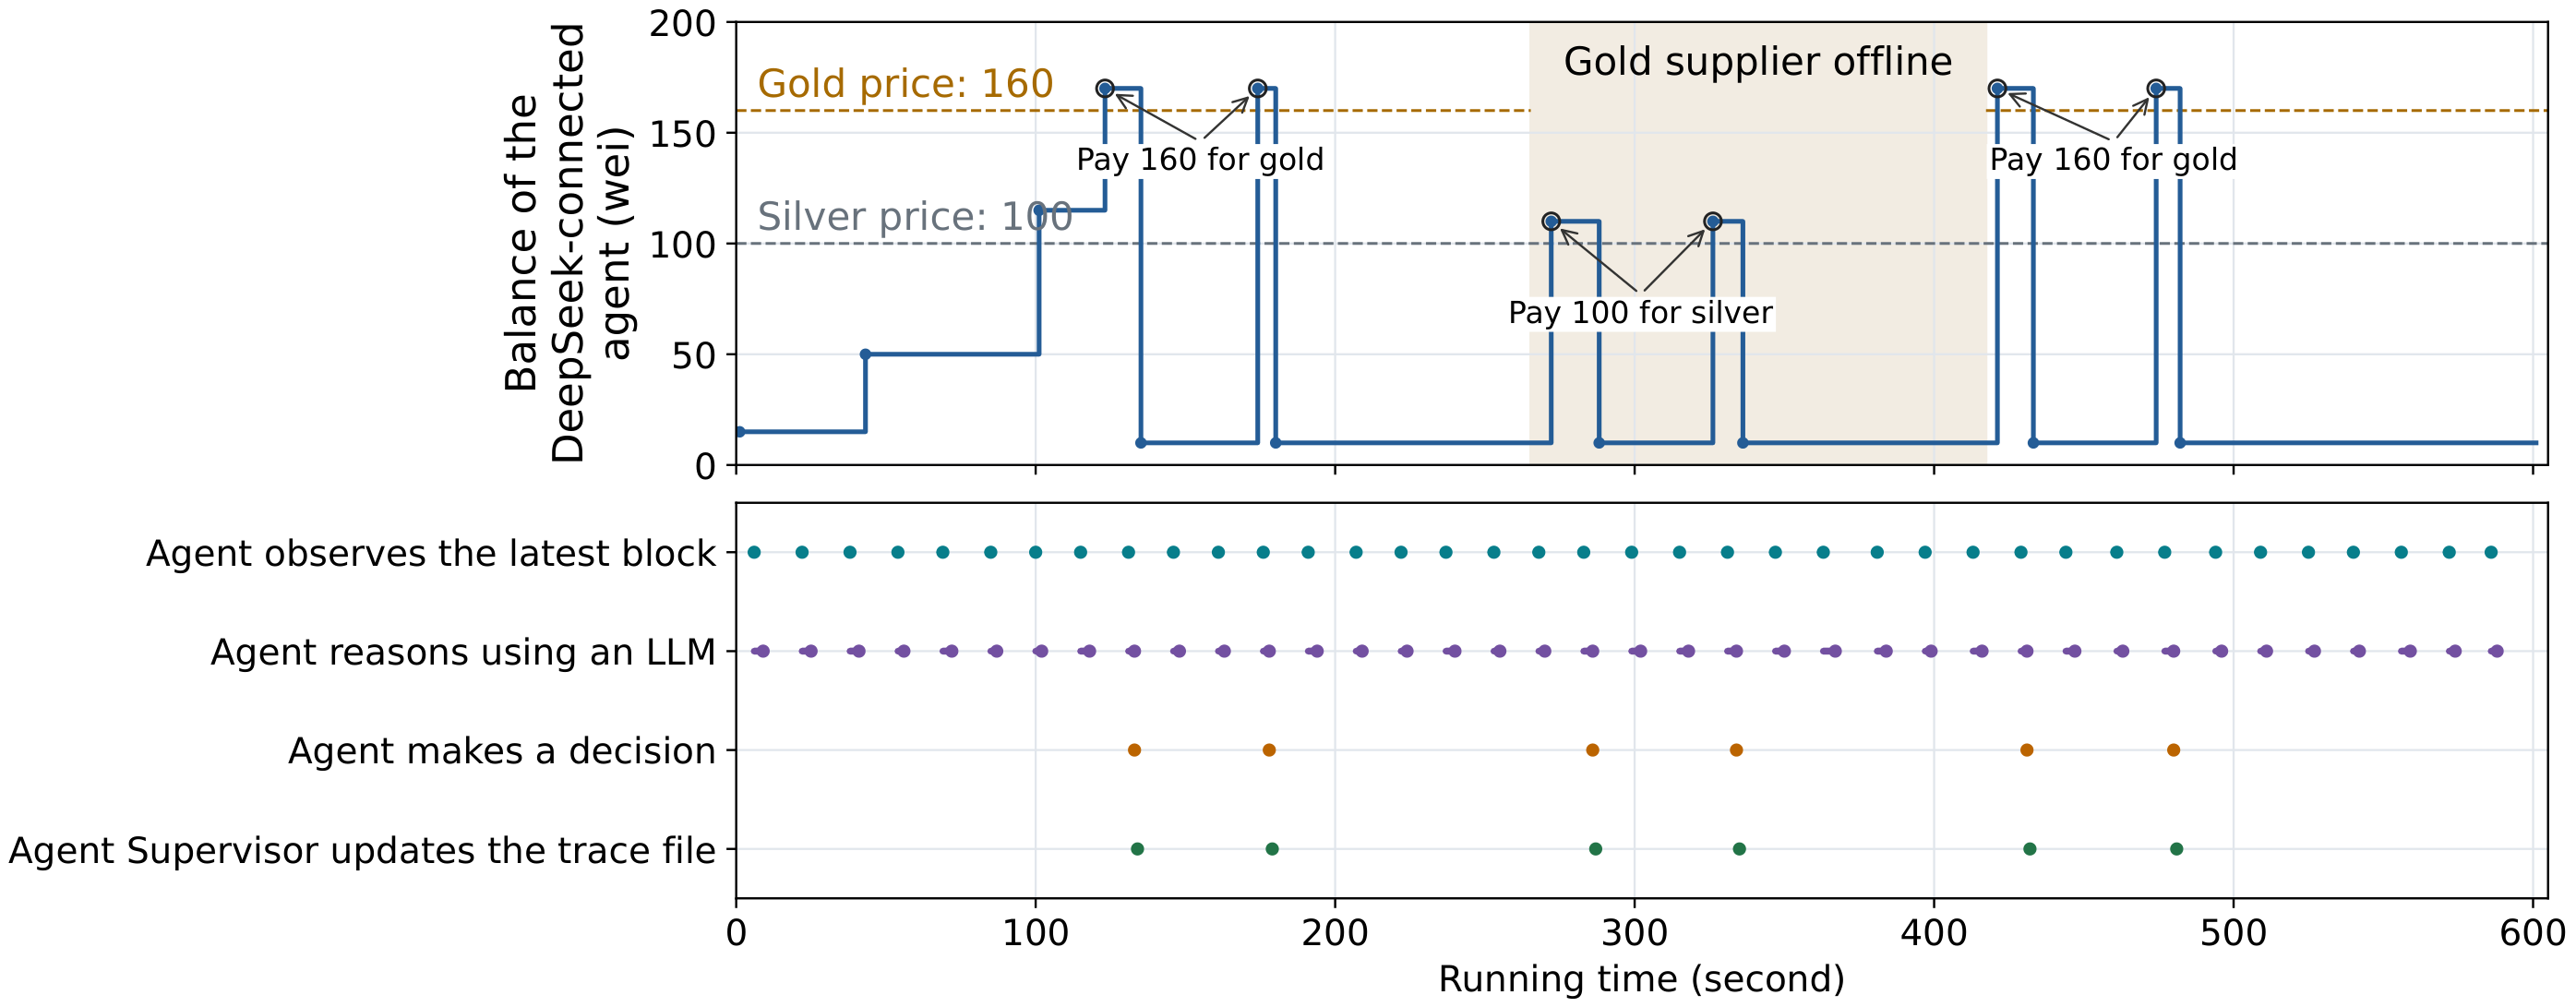 Balance of the
DeepSeek-connected
agent (wei)
200
150
100
50
0
Gold price: 160
Silver price: 100
Gold supplier offline
Pay 160 for gold
Pay 100 for silver
Pay 160 for gold
Agent observes the latest block
Agent reasons using an LLM
Agent makes a decision
Agent Supervisor updates the trace file
0 100 200 300 400 500 600
Running time (second)